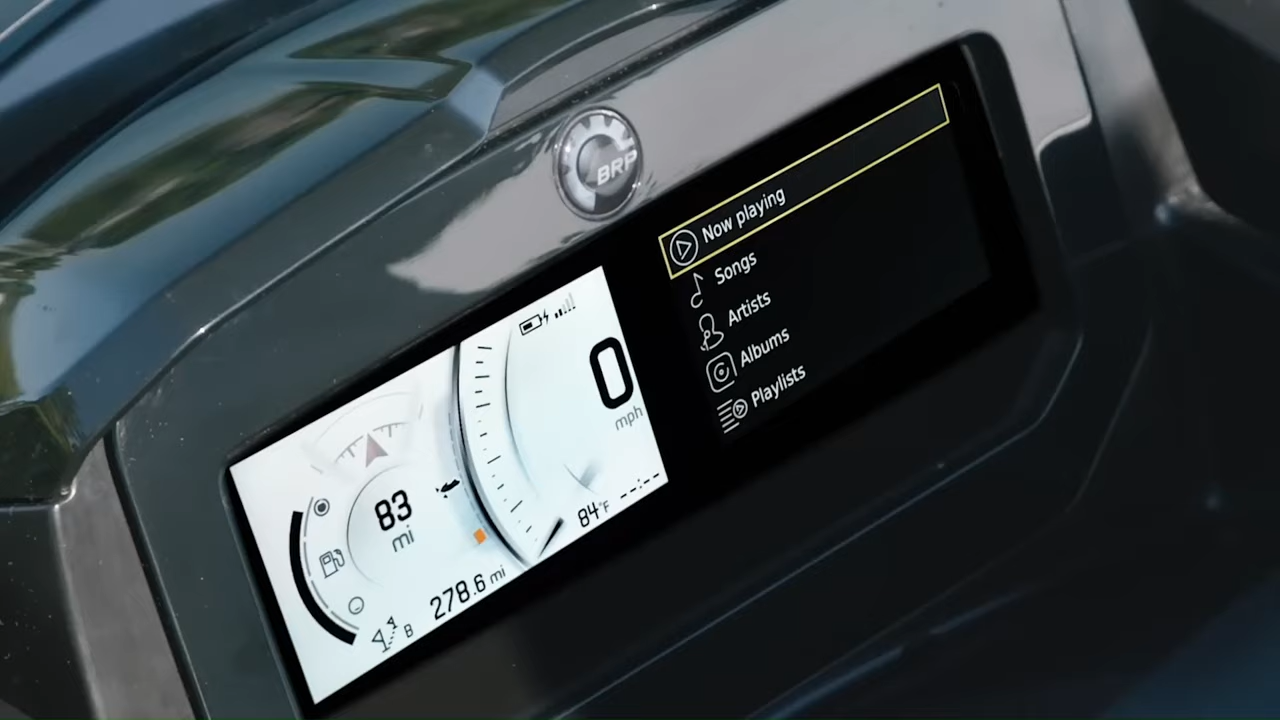 BRP
0
mph
83
mi
84°F
--:--
278.6 mi
B
Now playing
Songs
Artists
Albums
Playlists